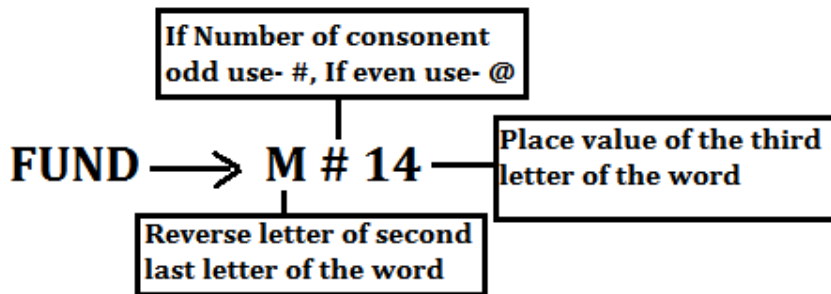 If Number of consonent
odd use- #, If even use- @
FUND → M # 14
Place value of the third
letter of the word
Reverse letter of second
last letter of the word